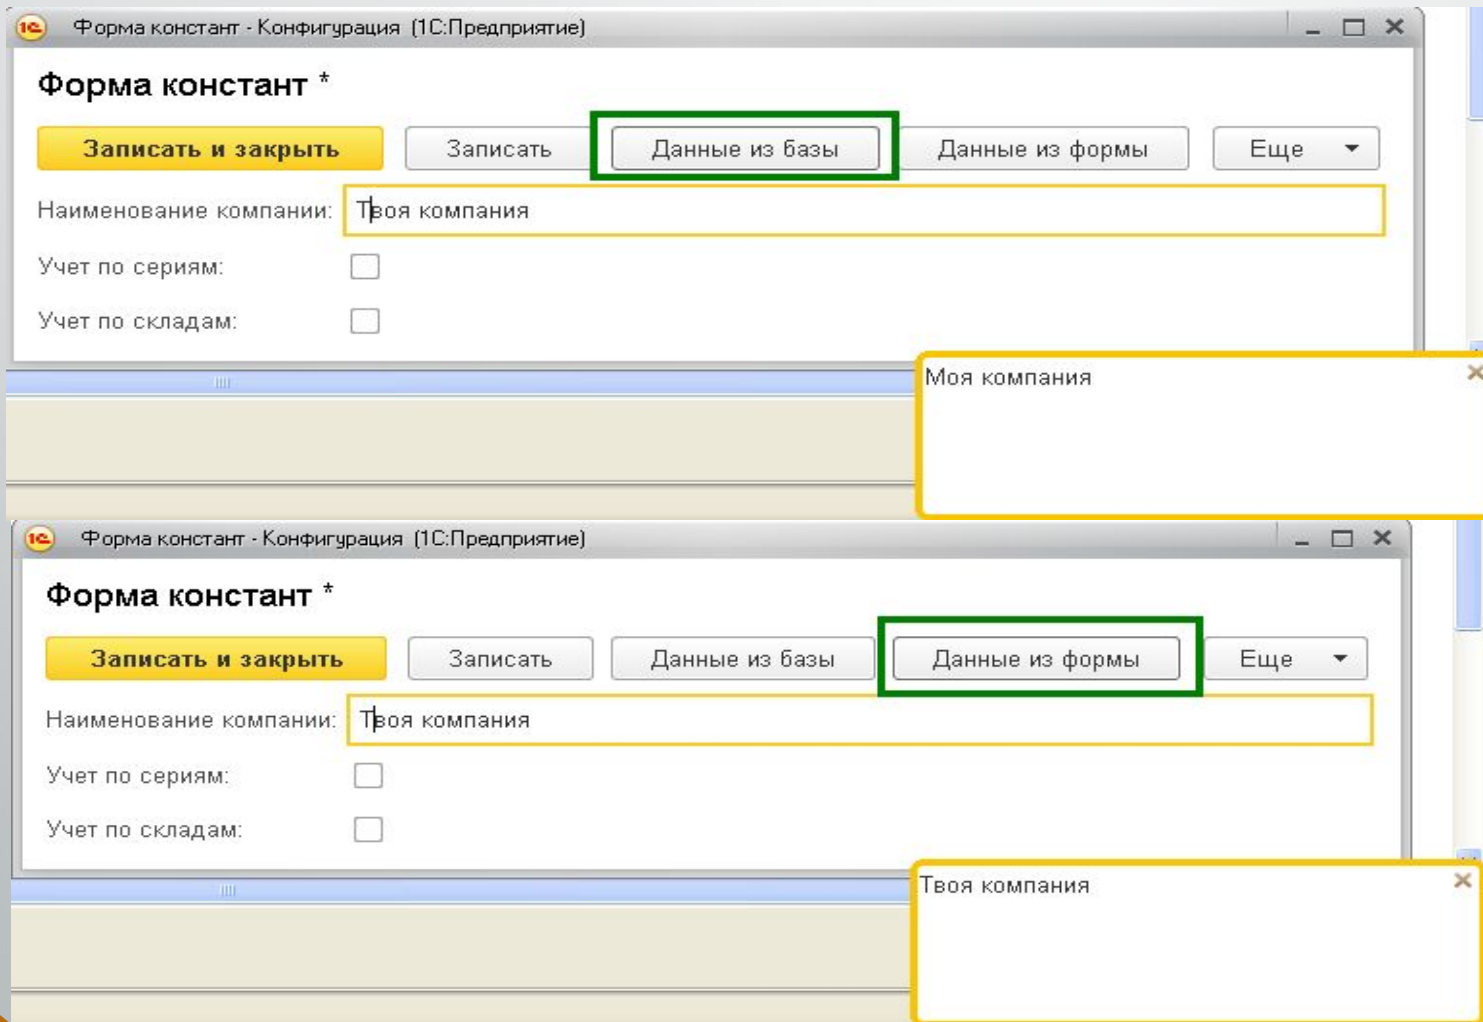 1С Форма констант - Конфигурация (1С:Предприятие)
Форма констант *
Записать и закрыть Записать Данные из базы Данные из формы Еще
Наименование компании: Твоя компания
Учет по сериям:
Учет по складам:
Моя компания
1С Форма констант - Конфигурация (1С:Предприятие)
Форма констант *
Записать и закрыть Записать Данные из базы Данные из формы Еще
Наименование компании: Твоя компания
Учет по сериям:
Учет по складам:
Твоя компания